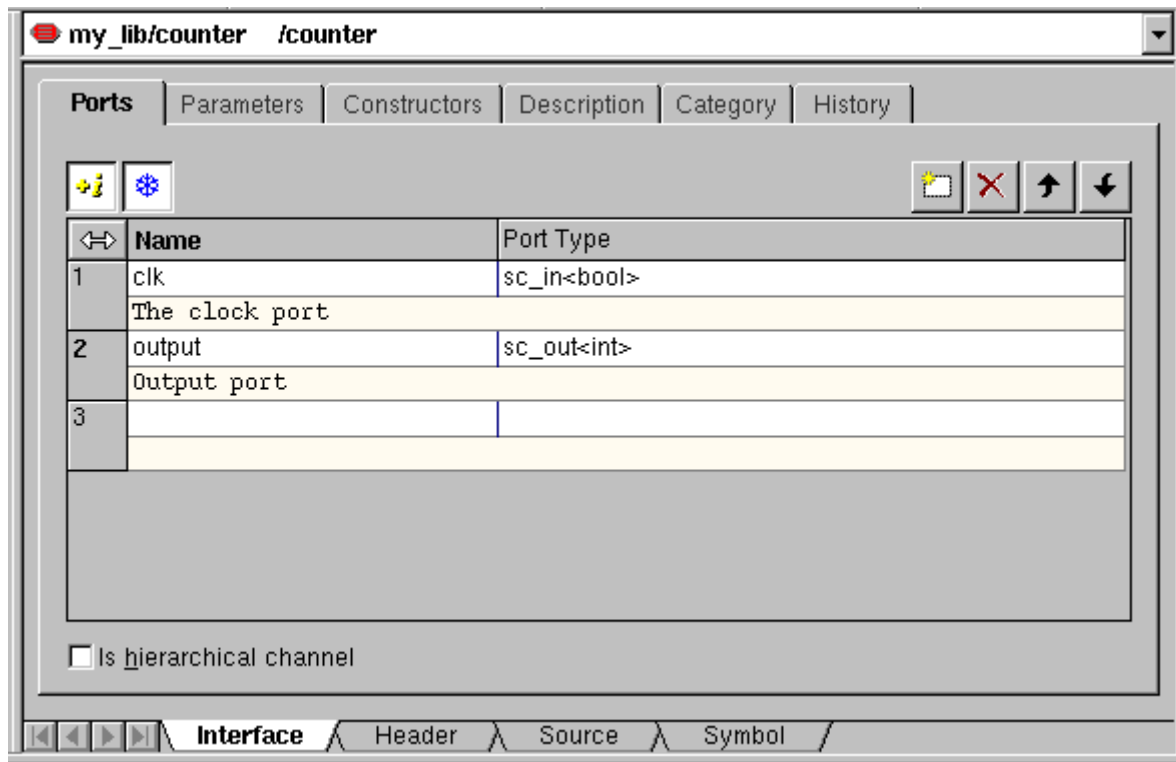 my_lib/counter /counter
Ports Parameters Constructors Description Category History
Name Port Type
1 clk sc_in<bool>
The clock port
2 output sc_out<int>
Output port
3
Is hierarchical channel
Interface Header Source Symbol